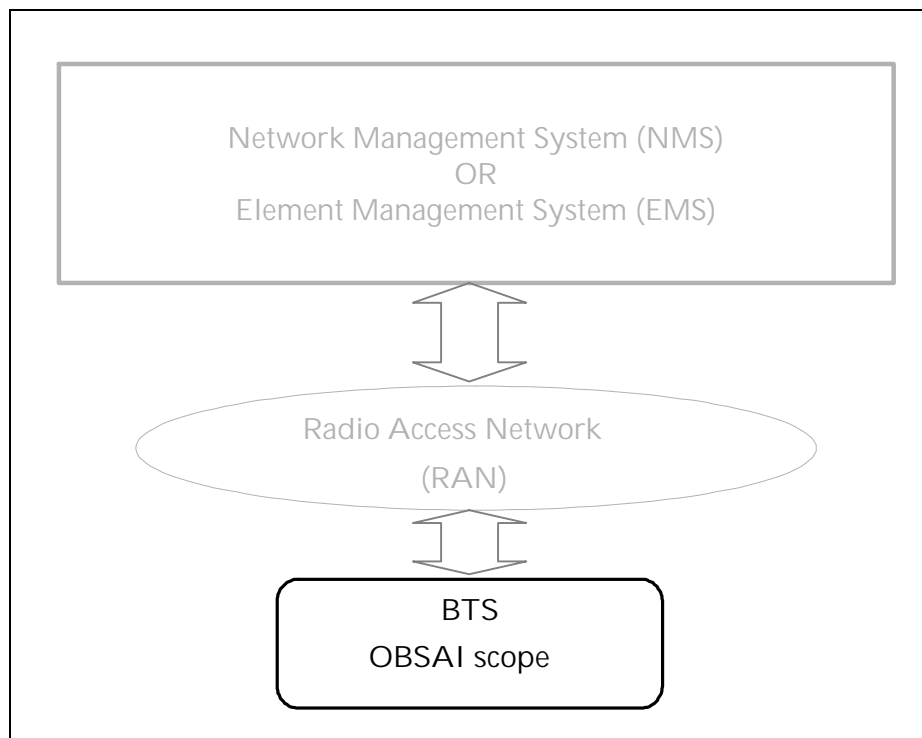 Network Management System (NMS)
OR
Element Management System (EMS)
Radio Access Network
(RAN)
BTS
OBSAI scope